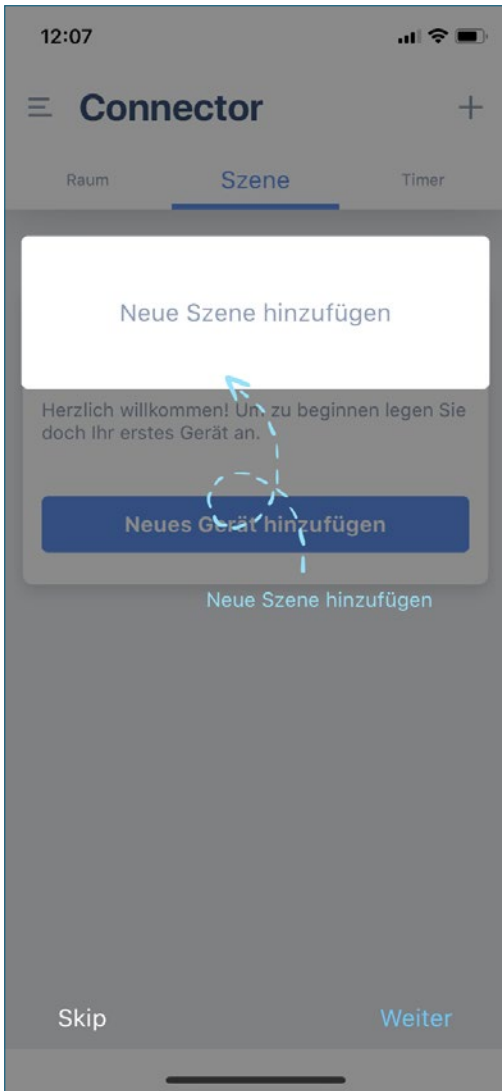 12:07
Connector
Raum
Szene
Timer
Neue Szene hinzufügen
Herzlich willkommen! Um zu beginnen legen Sie
doch Ihr erstes Gerät an.
Neues Gerät hinzufügen
Neue Szene hinzufügen
Skip
Weiter